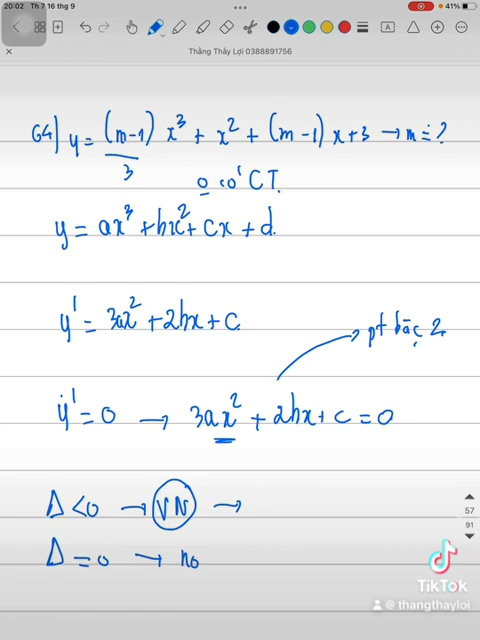 20:02 Th 7 16 thg 9
41%
Thắng Thầy Lợi 0388891756
64) y = (m-1)/3 x³ + x² + (m-1) x + 3 → m = ?
o có CT.
y = ax³ + bx² + cx + d.
y' = 3ax² + 2bx + c
pt bậc 2
y' = 0 → 3ax² + 2bx + c = 0
Δ < 0 → VN →
Δ = 0 → no
57
91
TikTok
@thangthayloi